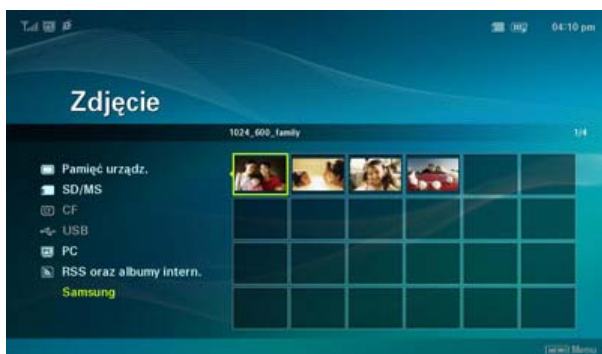 04:10 pm
Zdjęcie
1024_600_family
1/4
Pamięć urządz.
SD/MS
CF
USB
PC
RSS oraz albumy intern.
Samsung
MENU Menu